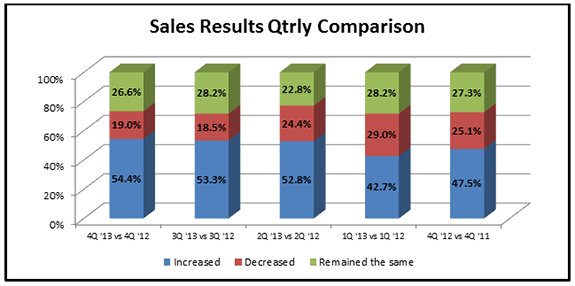 Sales Results Qtrly Comparison
100%
80%
60%
40%
20%
0%
26.6% 28.2% 22.8% 28.2% 27.3%
19.0% 18.5% 24.4% 29.0% 25.1%
54.4% 53.3% 52.8% 42.7% 47.5%
4Q '13 vs 4Q '12 3Q '13 vs 3Q '12 2Q '13 vs 2Q '12 1Q '13 vs 1Q '12 4Q '12 vs 4Q '11
Increased Decreased Remained the same